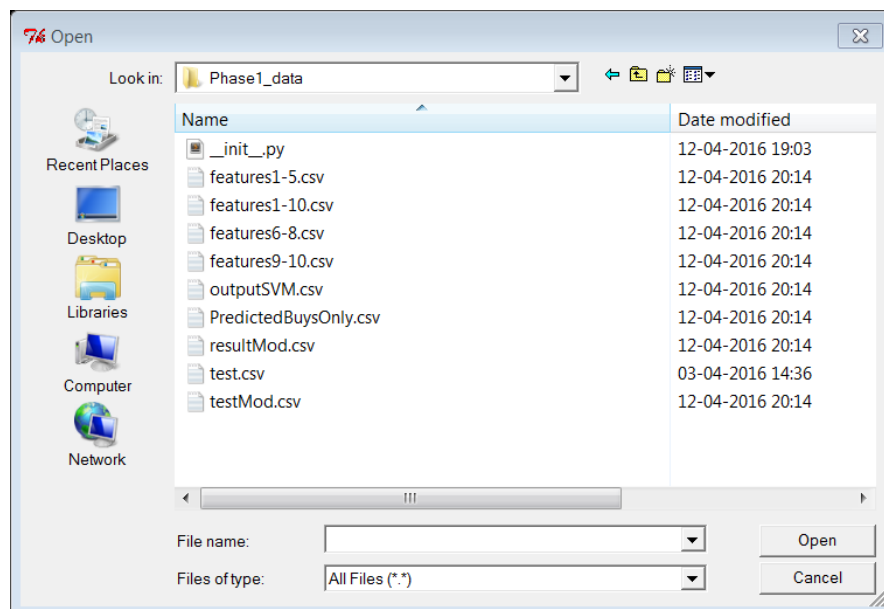 Open
Look in: Phase1_data
Name Date modified
Recent Places
Desktop
Libraries
Computer
Network
__init__.py 12-04-2016 19:03
features1-5.csv 12-04-2016 20:14
features1-10.csv 12-04-2016 20:14
features6-8.csv 12-04-2016 20:14
features9-10.csv 12-04-2016 20:14
outputSVM.csv 12-04-2016 20:14
PredictedBuysOnly.csv 12-04-2016 20:14
resultMod.csv 12-04-2016 20:14
test.csv 03-04-2016 14:36
testMod.csv 12-04-2016 20:14
File name: Open
Files of type: All Files (*.*) Cancel